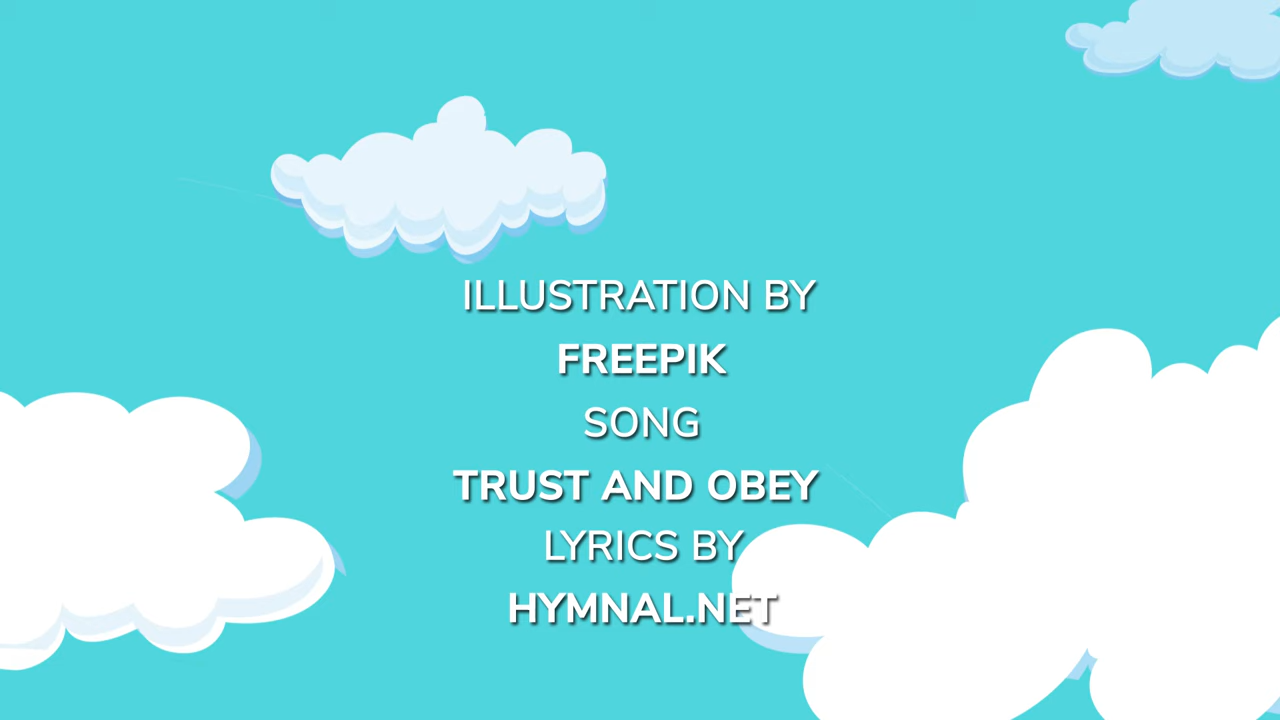 ILLUSTRATION BY
FREEPIK
SONG
TRUST AND OBEY
LYRICS BY
HYMNAL.NET